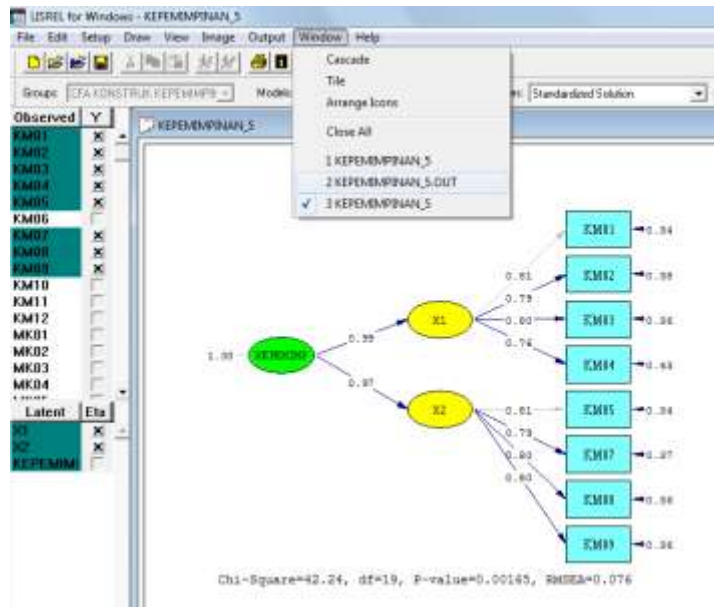 LISREL for Windows - KEPEMIMPINAN_5
File Edit Setup Draw View Image Output Window Help
Groups: Models: Standardized Solution
Cascade
Tile
Arrange Icons
Close All
1 KEPEMIMPINAN_5
2 KEPEMIMPINAN_5.OUT
3 KEPEMIMPINAN_5
Observed Y
KM01
KM02
KM03
KM04
KM05
KM06
KM07
KM08
KM09
KM10
KM11
KM12
MK01
MK02
MK03
MK04
Latent Eta
X1
X2
KEPEMIM
KEPEMIMPINAN_5
1.00
0.99
0.97
X1
X2
0.81
0.79
0.80
0.76
0.81
0.80
0.80
KM01
KM02
KM03
KM04
KM05
KM07
KM08
KM09
Chi-Square=42.24, df=19, P-value=0.00165, RMSEA=0.076